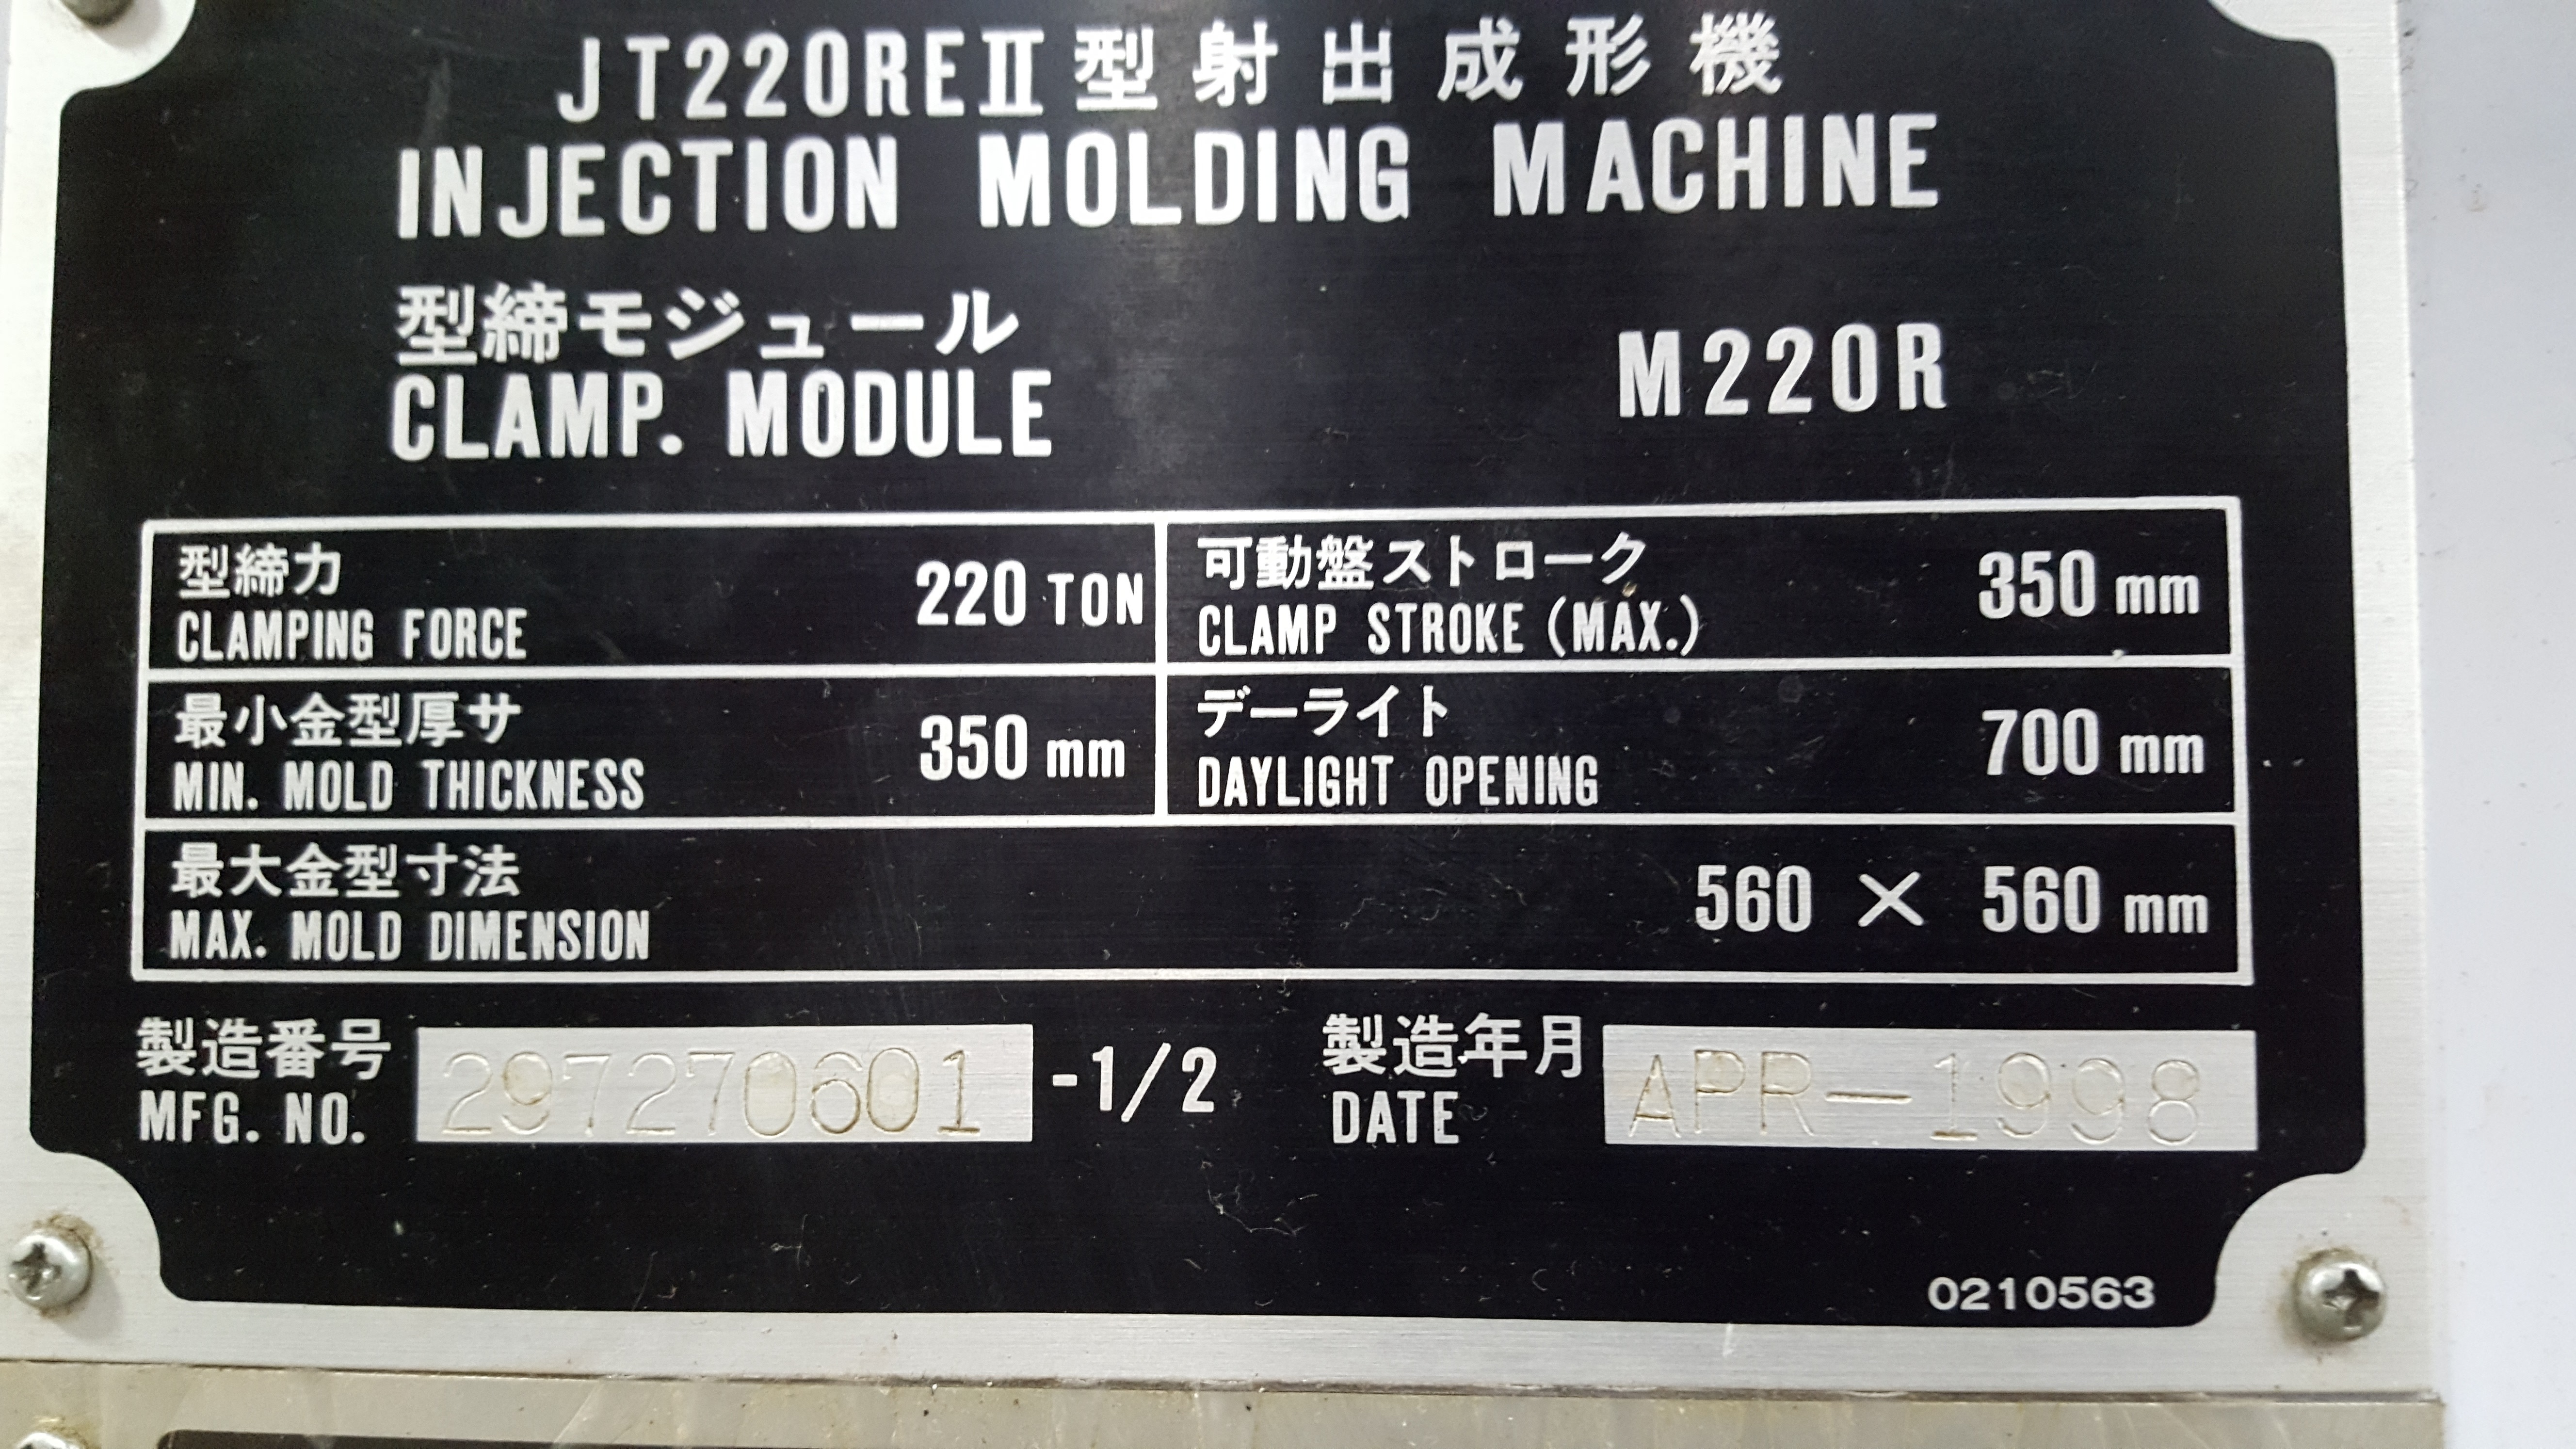 JT220REII型射出成形機
INJECTION MOLDING MACHINE
型締モジュール
CLAMP. MODULE
M220R
型締力
CLAMPING FORCE
220 TON
可動盤ストローク
CLAMP STROKE (MAX.)
350 mm
最小金型厚サ
MIN. MOLD THICKNESS
350 mm
デーライト
DAYLIGHT OPENING
700 mm
最大金型寸法
MAX. MOLD DIMENSION
560 × 560 mm
製造番号
MFG. NO.
297270601 -1/2
製造年月
DATE
APR-1998
0210563